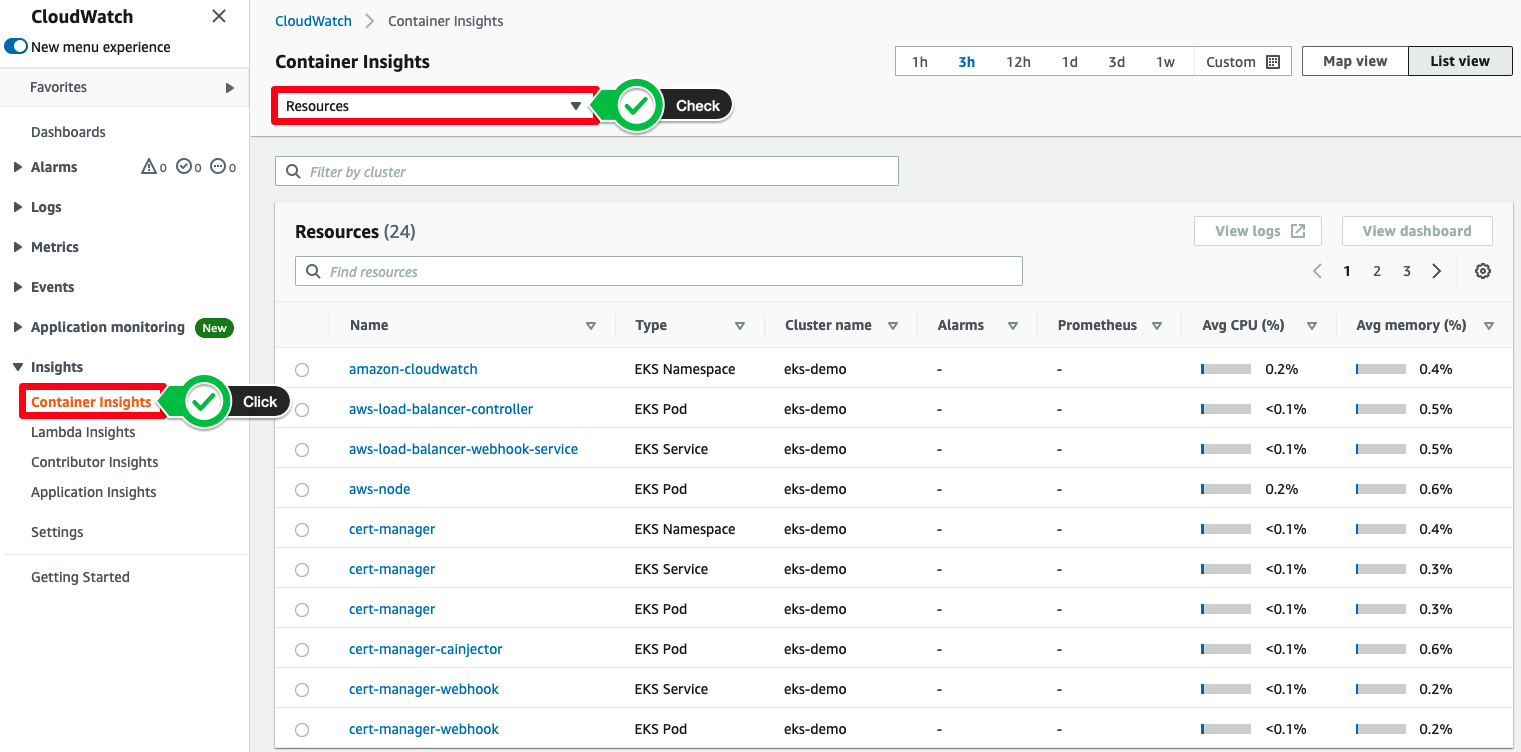 CloudWatch
New menu experience
Favorites
Dashboards
Alarms 0 0 0
Logs
Metrics
Events
Application monitoring New
Insights
Container Insights Click
Lambda Insights
Contributor Insights
Application Insights
Settings
Getting Started
CloudWatch Container Insights
Container Insights
1h 3h 12h 1d 3d 1w Custom Map view List view
Resources Check
Filter by cluster
Resources (24) View logs View dashboard
Find resources 1 2 3
Name Type Cluster name Alarms Prometheus Avg CPU (%) Avg memory (%)
amazon-cloudwatch EKS Namespace eks-demo - - 0.2% 0.4%
aws-load-balancer-controller EKS Pod eks-demo - - <0.1% 0.5%
aws-load-balancer-webhook-service EKS Service eks-demo - - <0.1% 0.5%
aws-node EKS Pod eks-demo - - 0.2% 0.6%
cert-manager EKS Namespace eks-demo - - <0.1% 0.4%
cert-manager EKS Service eks-demo - - <0.1% 0.3%
cert-manager EKS Pod eks-demo - - <0.1% 0.3%
cert-manager-cainjector EKS Pod eks-demo - - <0.1% 0.6%
cert-manager-webhook EKS Service eks-demo - - <0.1% 0.2%
cert-manager-webhook EKS Pod eks-demo - - <0.1% 0.2%